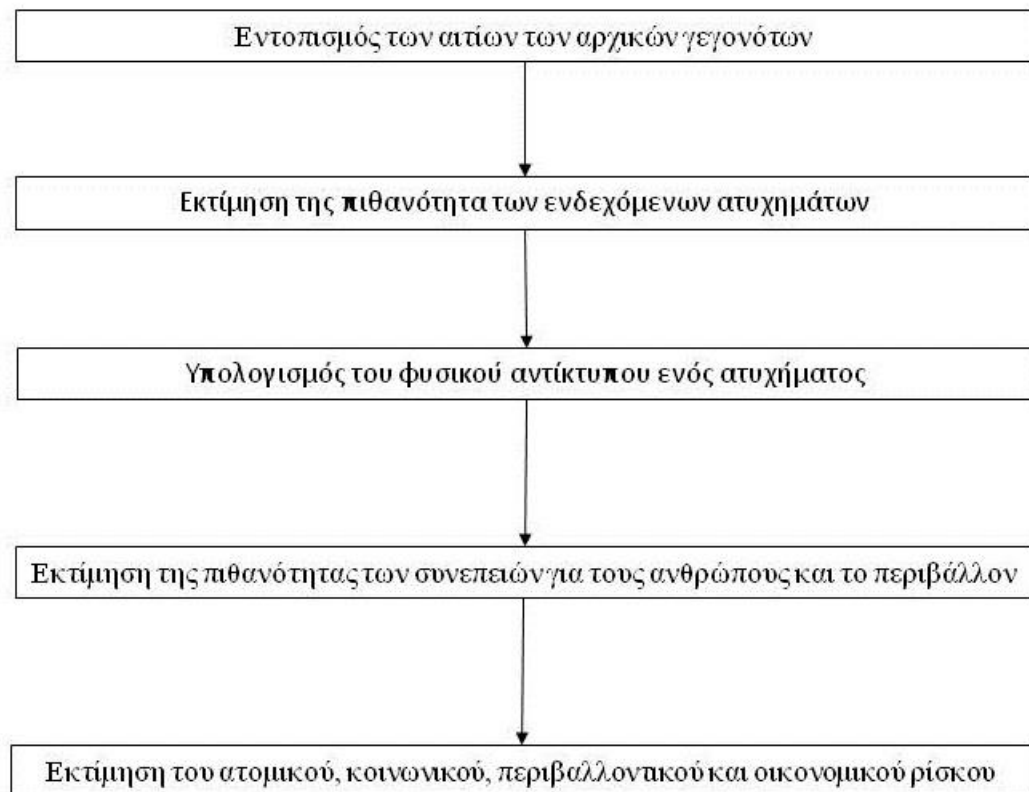 Εντοπισμός των αιτίων των αρχικών γεγονότων
Εκτίμηση της πιθανότητα των ενδεχόμενων ατυχημάτων
Υπολογισμός του φυσικού αντίκτυπου ενός ατυχήματος
Εκτίμηση της πιθανότητας των συνεπειών για τους ανθρώπους και το περιβάλλον
Εκτίμηση του ατομικού, κοινωνικού, περιβαλλοντικού και οικονομικού ρίσκου